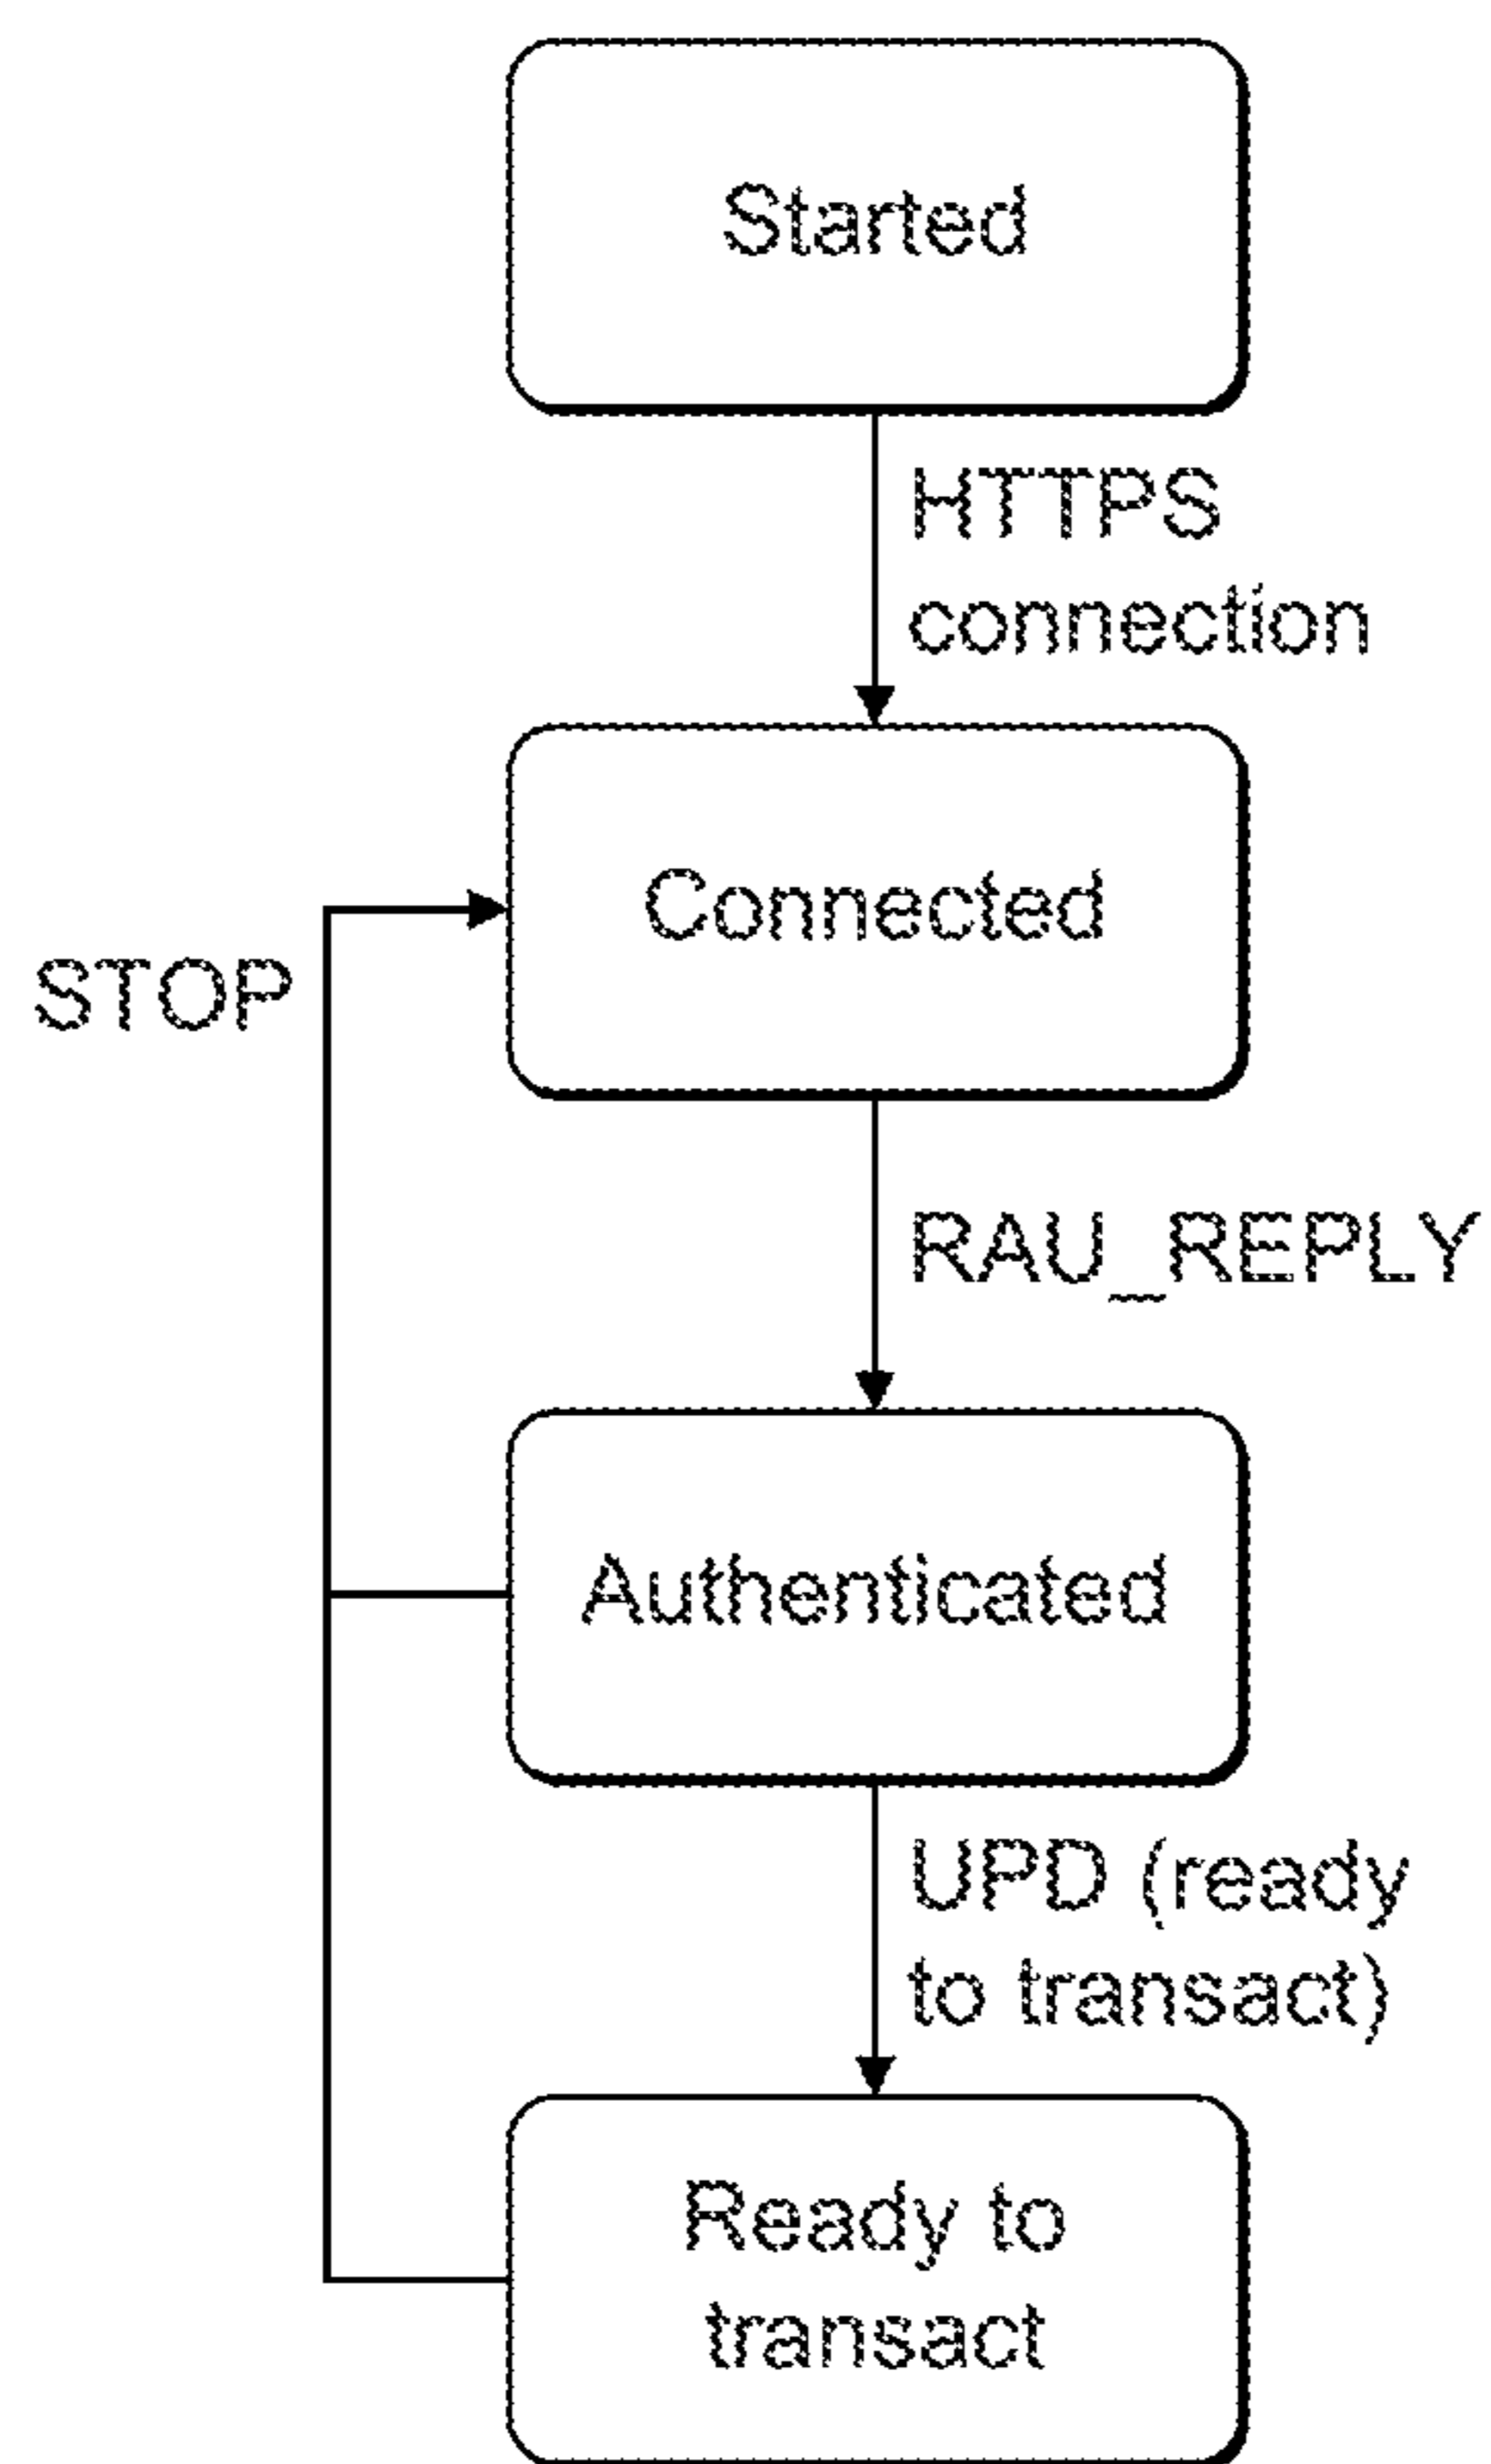 Started
HTTPS
connection
Connected
STOP
RAU_REPLY
Authenticated
UPD (ready
to transact)
Ready to
transact